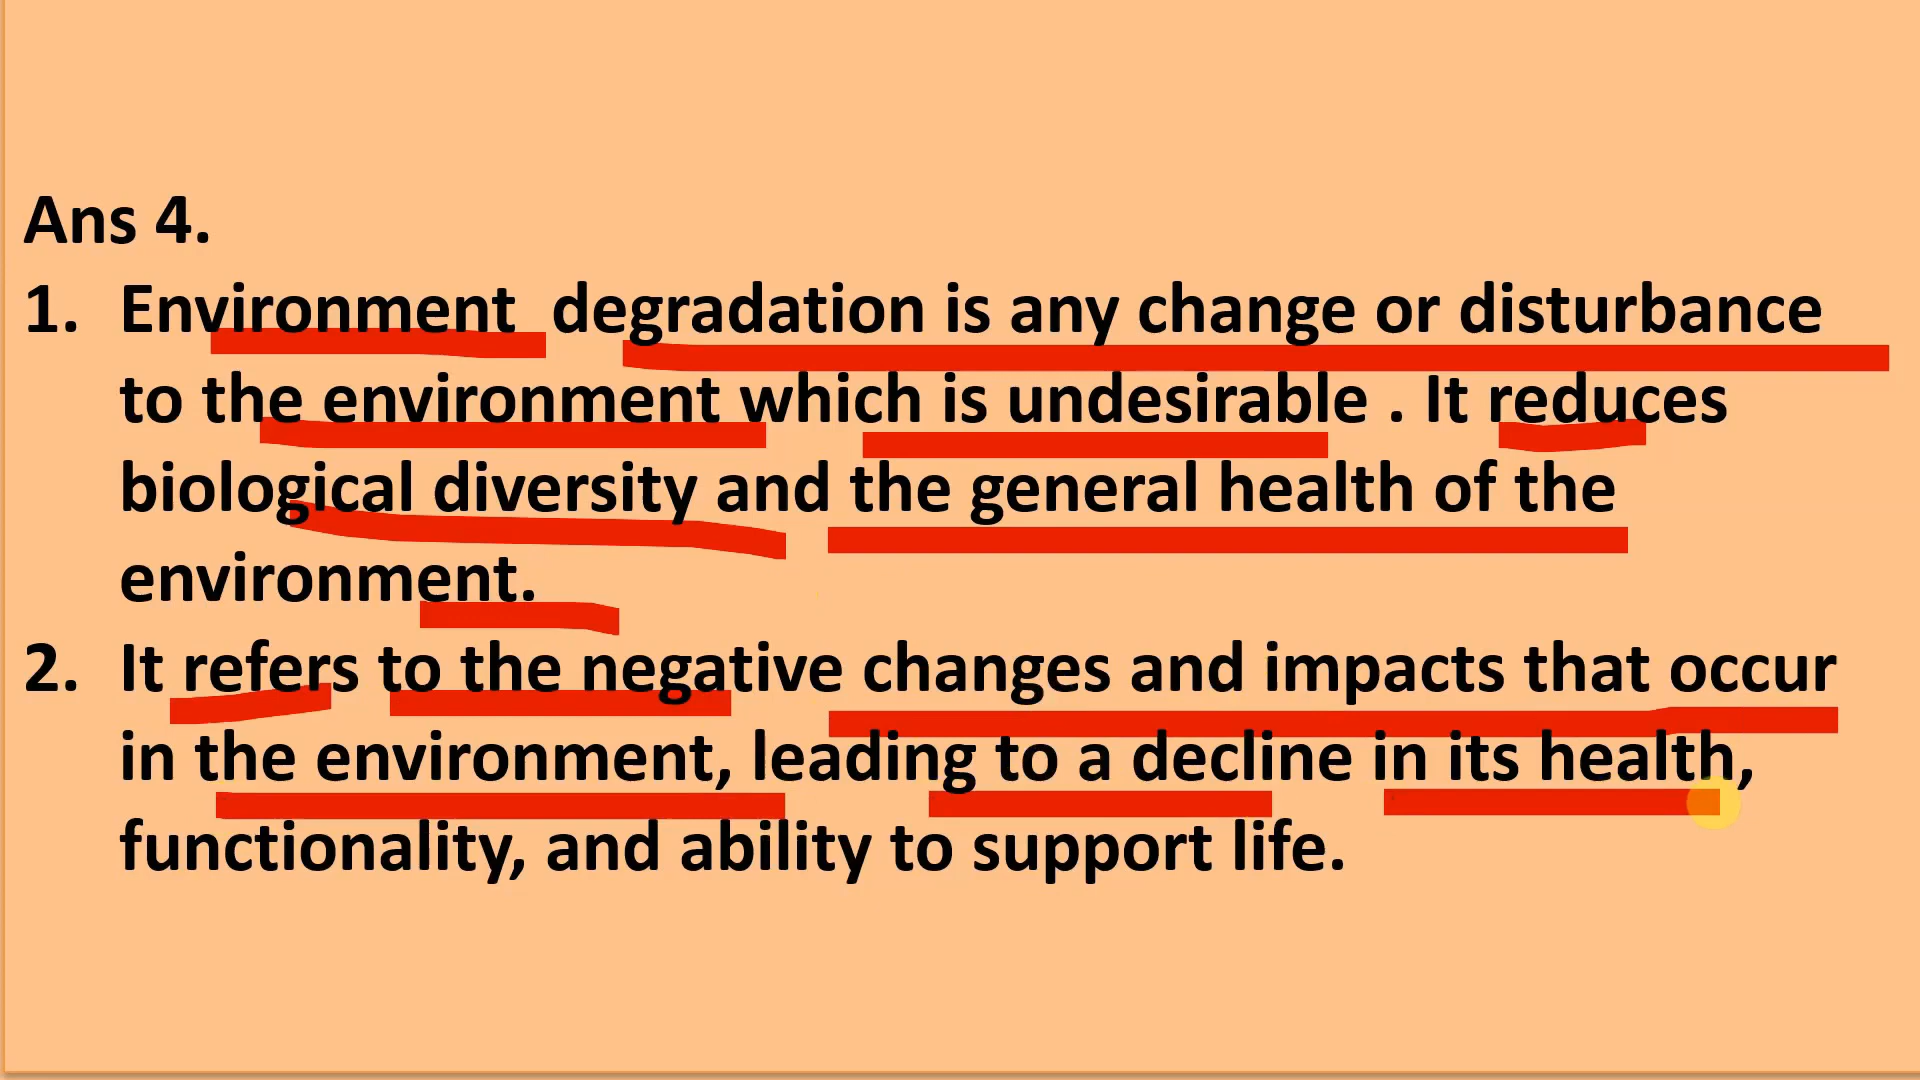 Ans 4.
1. Environment  degradation is any change or disturbance
to the environment which is undesirable . It reduces
biological diversity and the general health of the
environment.
2. It refers to the negative changes and impacts that occur
in the environment, leading to a decline in its health,
functionality, and ability to support life.